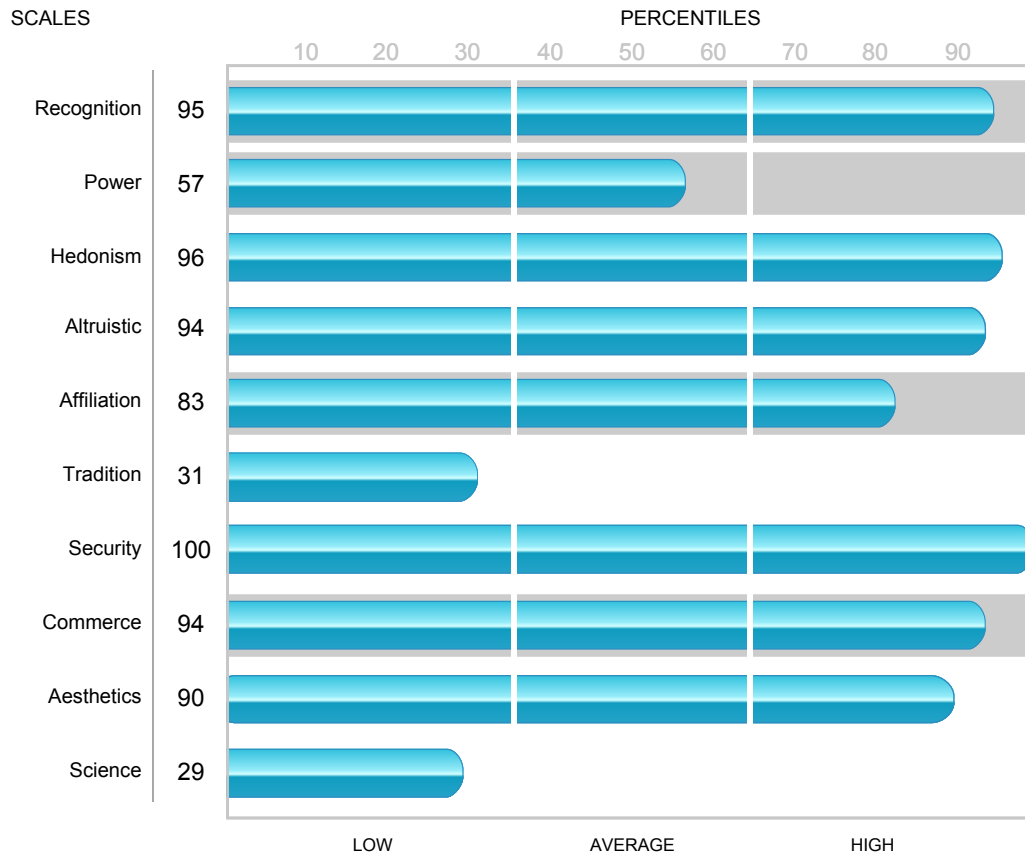 SCALES PERCENTILES
10 20 30 40 50 60 70 80 90
Recognition 95
Power 57
Hedonism 96
Altruistic 94
Affiliation 83
Tradition 31
Security 100
Commerce 94
Aesthetics 90
Science 29
LOW AVERAGE HIGH